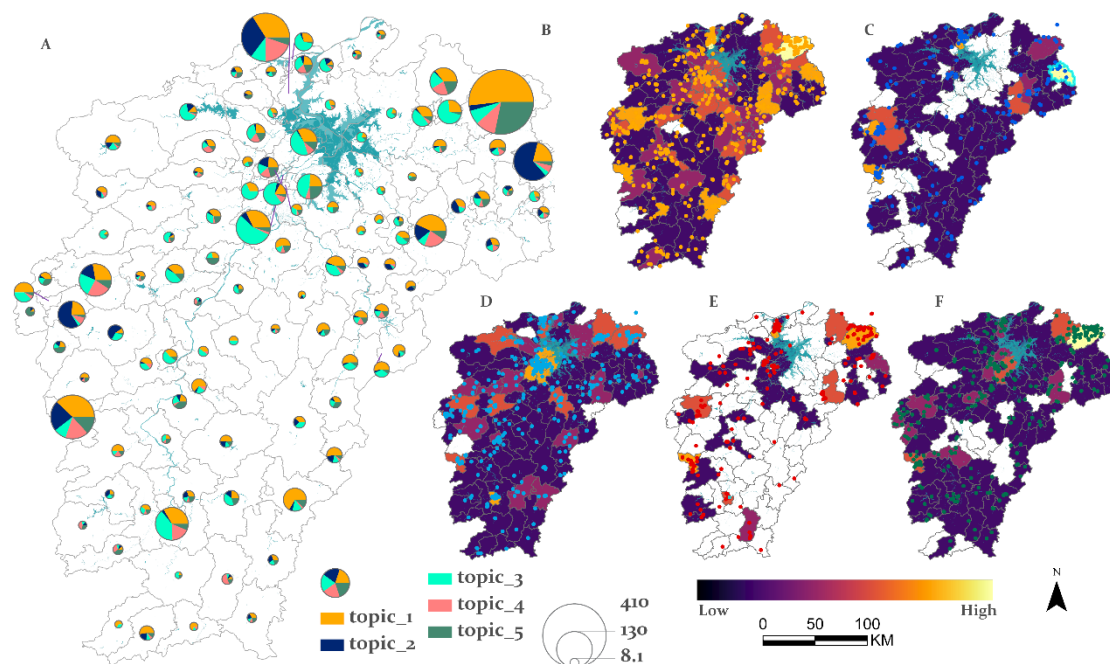 A
B
C
D
E
F
topic_1
topic_2
topic_3
topic_4
topic_5
410
130
8.1
Low
High
0 50 100
KM
N